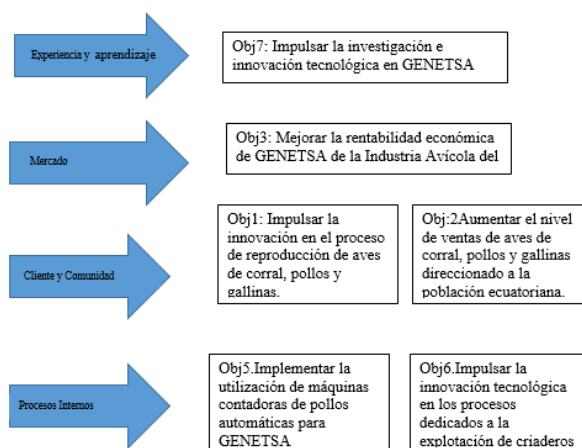 Experiencia y aprendizaje
Obj7: Impulsar la investigación e
innovación tecnológica en GENETSA
Mercado
Obj3: Mejorar la rentabilidad económica
de GENETSA de la Industria Avícola del
Cliente y Comunidad
Obj1: Impulsar la
innovación en el proceso
de reproducción de aves
de corral, pollos y
gallinas.
Obj:2Aumentar el nivel
de ventas de aves de
corral, pollos y gallinas
direccionado a la
población ecuatoriana.
Procesos Internos
Obj5.Implementar la
utilización de máquinas
contadoras de pollos
automáticas para
GENETSA
Obj6.Impulsar la
innovación tecnológica
en los procesos
dedicados a la
explotación de criaderos